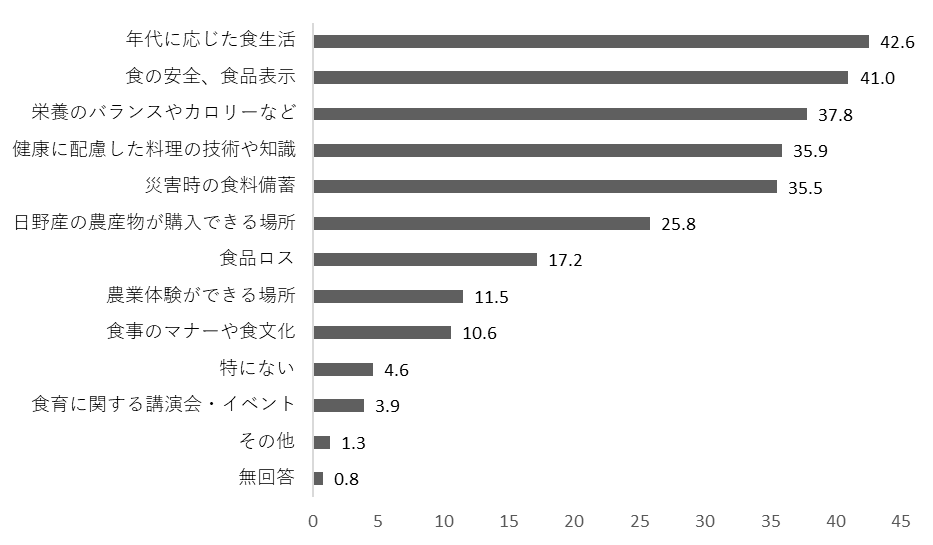 年代に応じた食生活 42.6
食の安全、食品表示 41.0
栄養のバランスやカロリーなど 37.8
健康に配慮した料理の技術や知識 35.9
災害時の食料備蓄 35.5
日野産の農産物が購入できる場所 25.8
食品ロス 17.2
農業体験ができる場所 11.5
食事のマナーや食文化 10.6
特にない 4.6
食育に関する講演会・イベント 3.9
その他 1.3
無回答 0.8
0 5 10 15 20 25 30 35 40 45